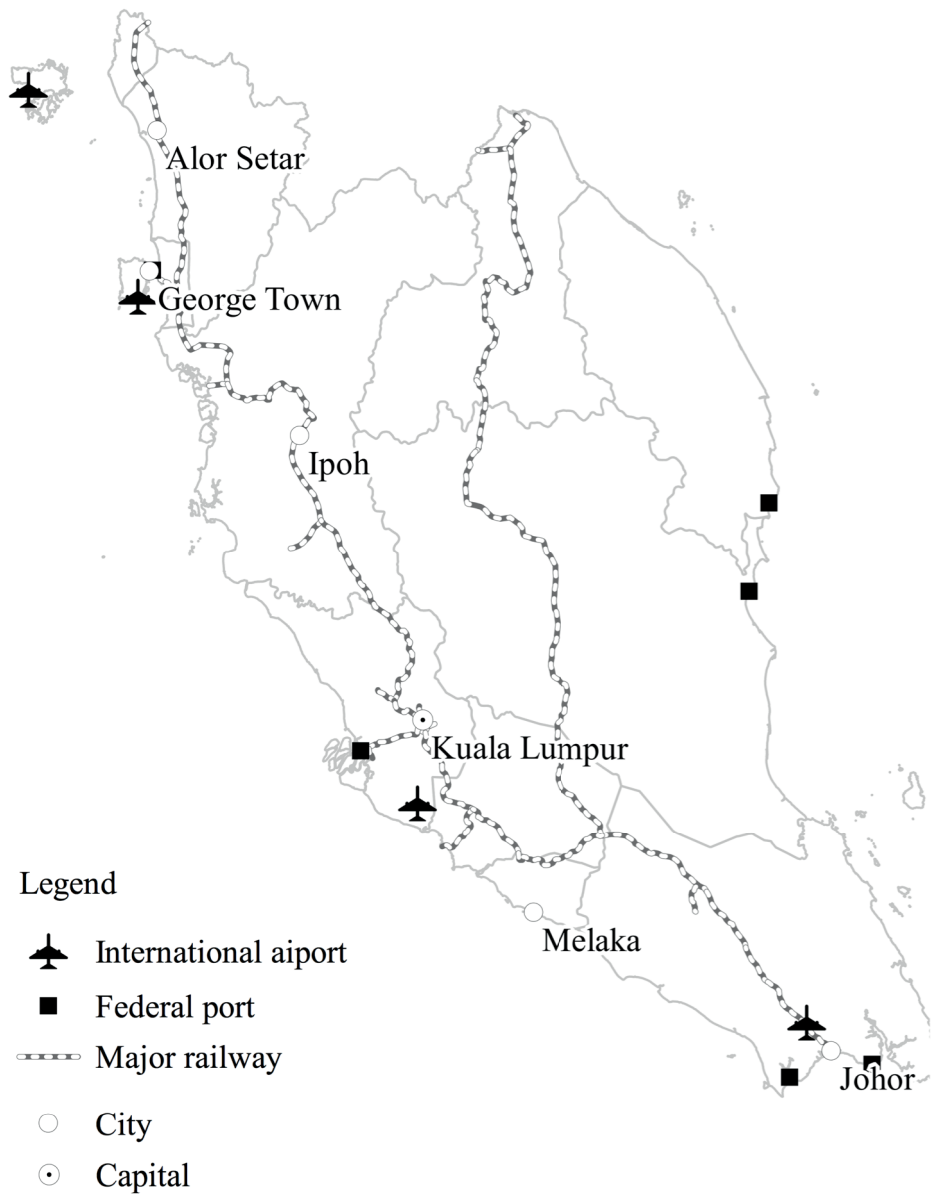 Alor Setar
George Town
Ipoh
Kuala Lumpur
Melaka
Johor
Legend
International aiport
Federal port
Major railway
City
Capital